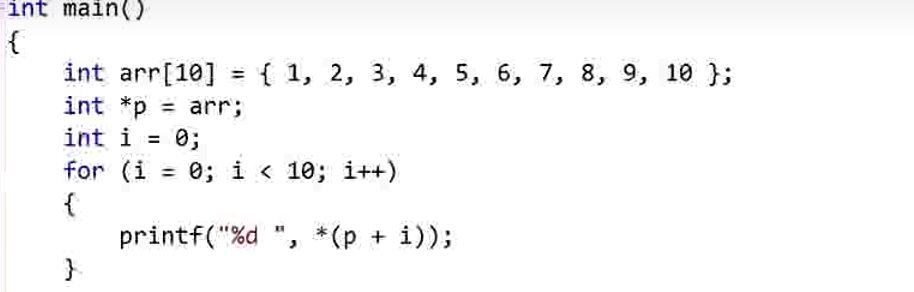 int main()
{
int arr[10] = { 1, 2, 3, 4, 5, 6, 7, 8, 9, 10 };
int *p = arr;
int i = 0;
for (i = 0; i < 10; i++)
{
printf("%d ", *(p + i));
}